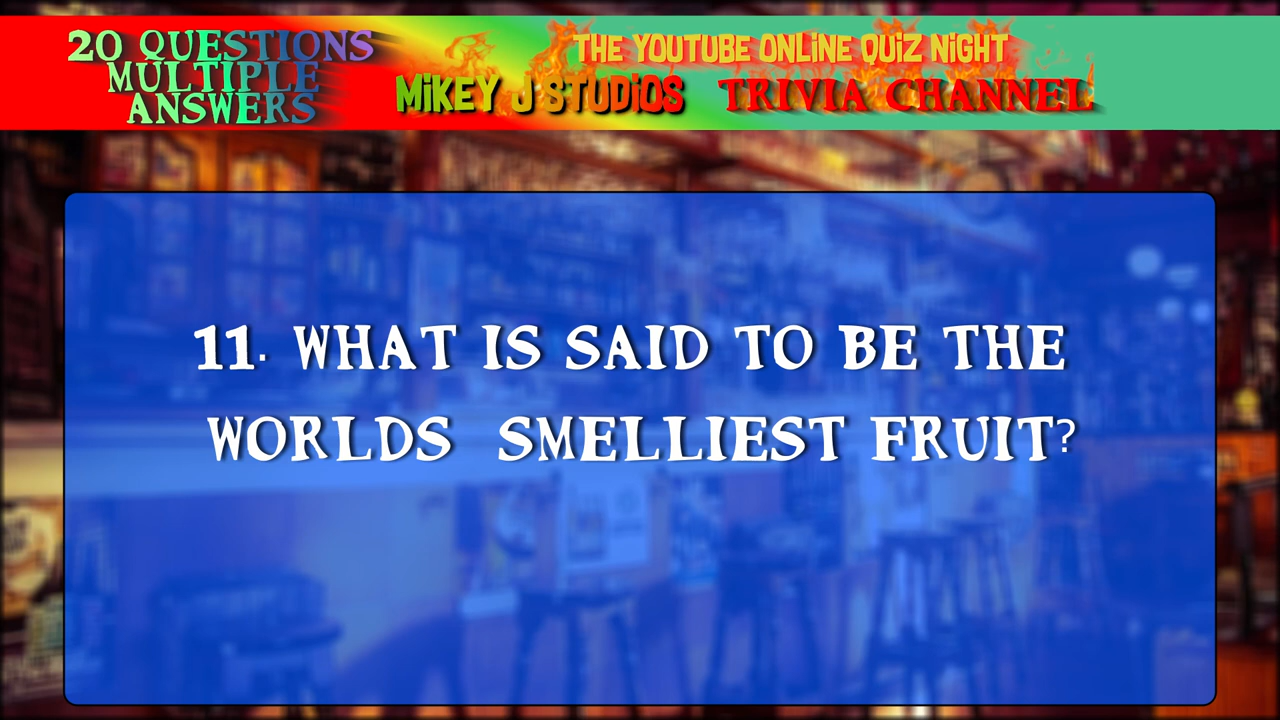 20 QUESTIONS
MULTIPLE
ANSWERS
THE YOUTUBE ONLINE QUIZ NIGHT
MIKEY J STUDIOS TRIVIA CHANNEL
11. WHAT IS SAID TO BE THE
WORLDS SMELLIEST FRUIT?